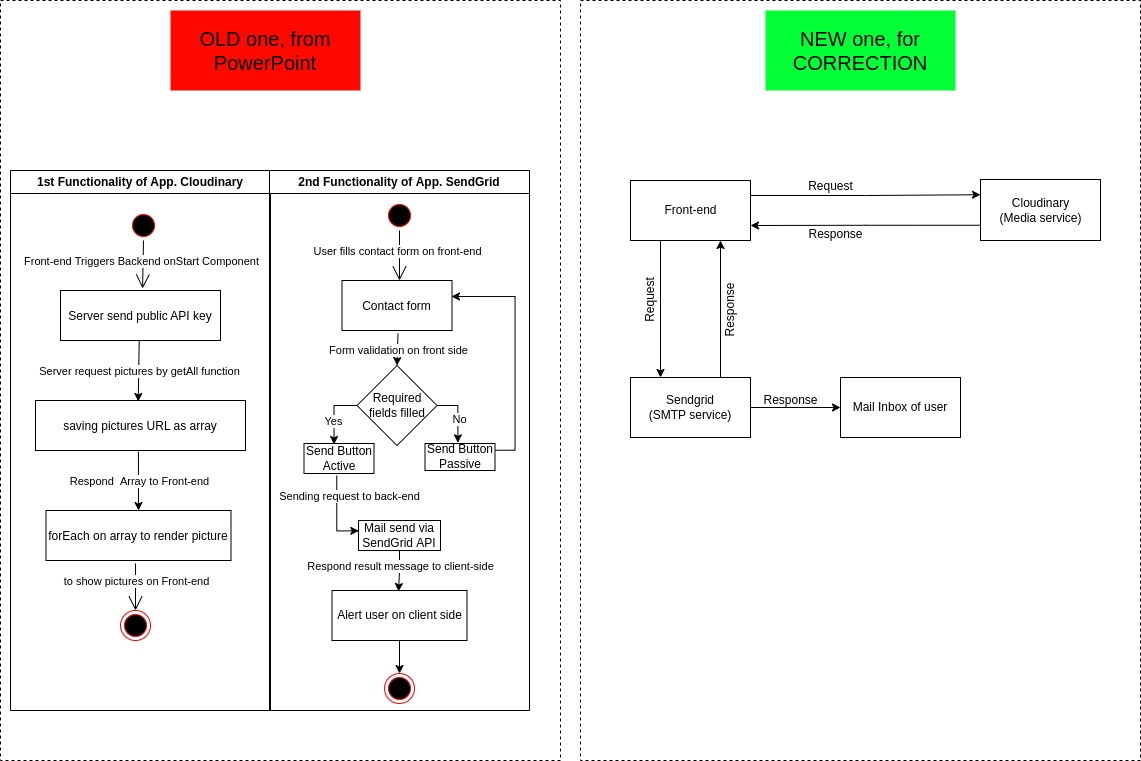 OLD one, from
PowerPoint
1st Functionality of App. Cloudinary
Front-end Triggers Backend onStart Component
Server send public API key
Server request pictures by getAll function
saving pictures URL as array
Respond  Array to Front-end
forEach on array to render picture
to show pictures on Front-end
2nd Functionality of App. SendGrid
User fills contact form on front-end
Contact form
Form validation on front side
Required
fields filled
Yes
No
Send Button
Active
Send Button
Passive
Sending request to back-end
Mail send via
SendGrid API
Respond result message to client-side
Alert user on client side
NEW one, for
CORRECTION
Front-end
Request
Response
Cloudinary
(Media service)
Request
Response
Sendgrid
(SMTP service)
Response
Mail Inbox of user